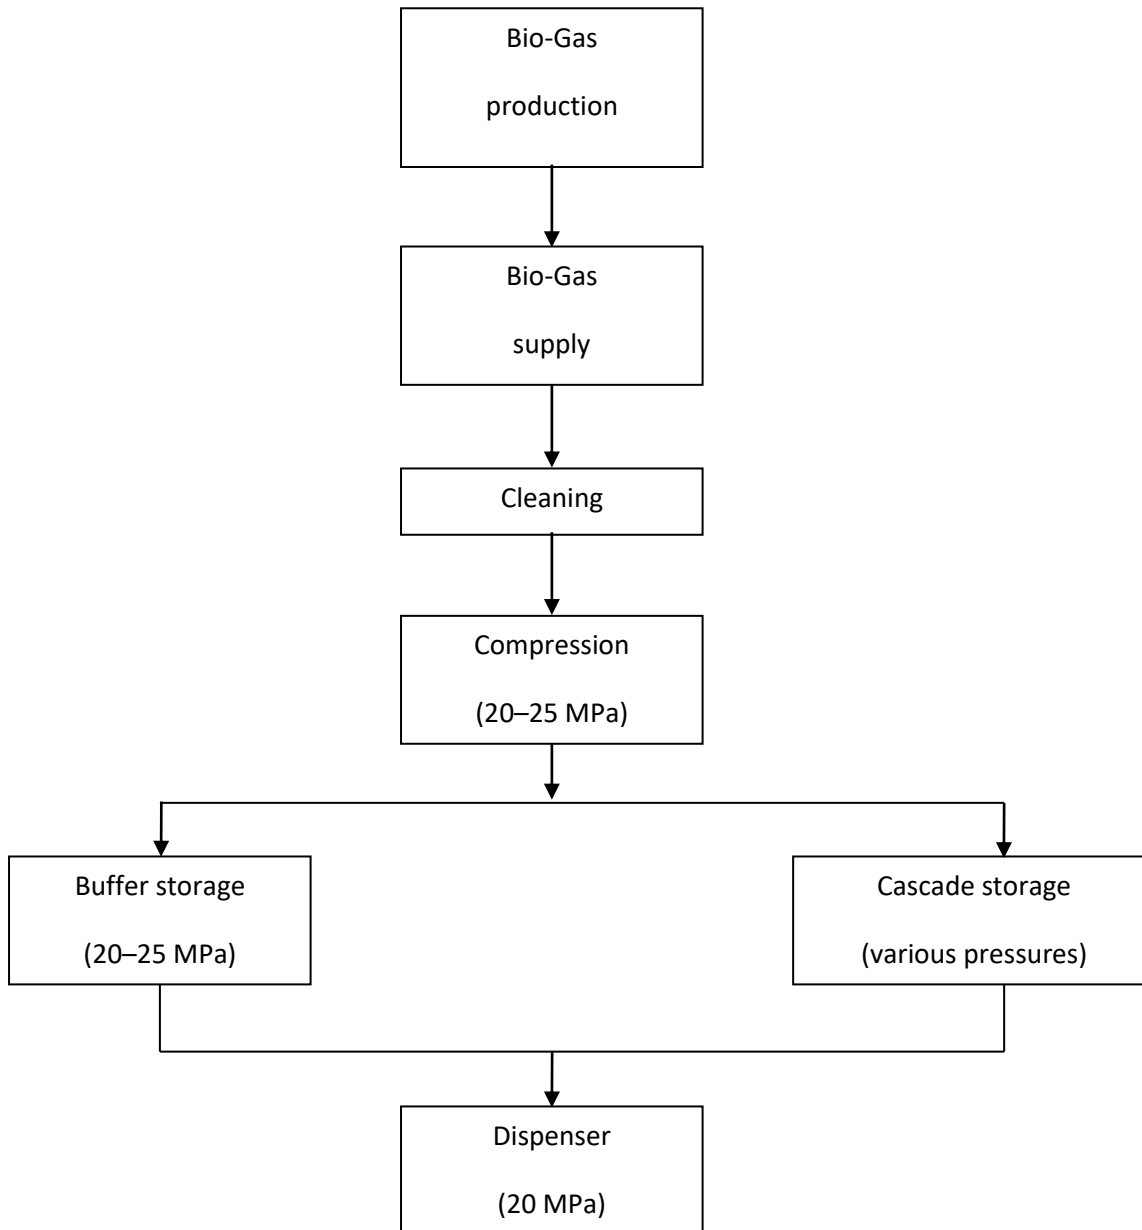 Bio-Gas
production
Bio-Gas
supply
Cleaning
Compression
(20–25 MPa)
Buffer storage
(20–25 MPa)
Cascade storage
(various pressures)
Dispenser
(20 MPa)